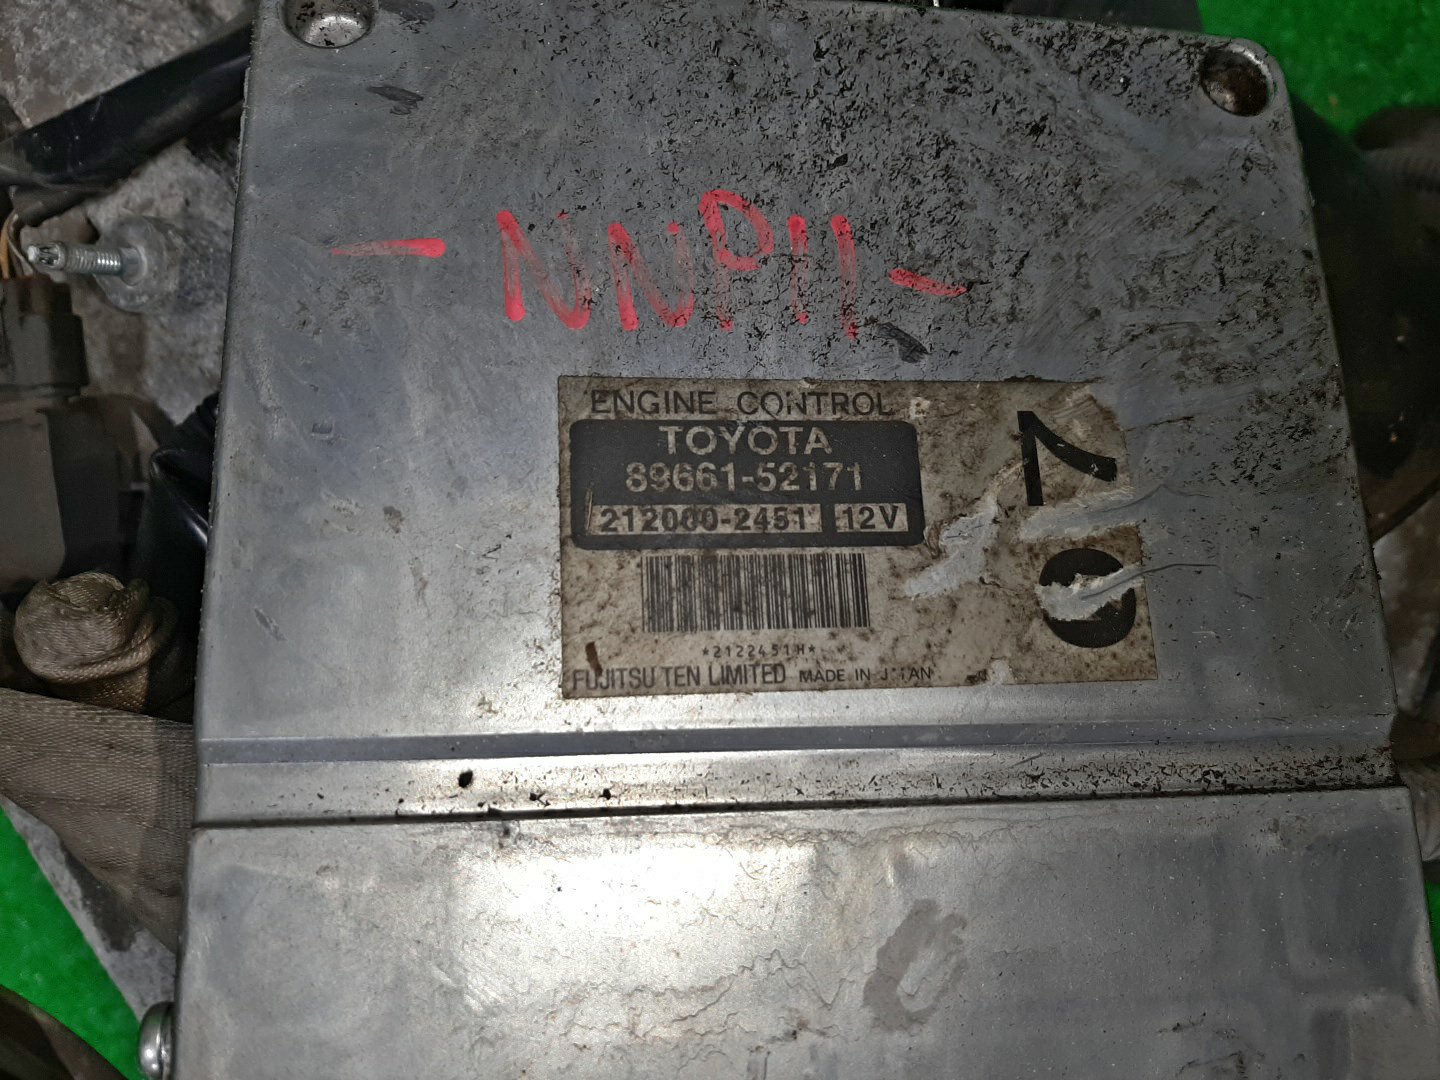 -NNP11-
ENGINE CONTROL
TOYOTA
89661-52171
212000-2451 12V
*2122451H*
FUJITSU TEN LIMITED MADE IN JAPAN